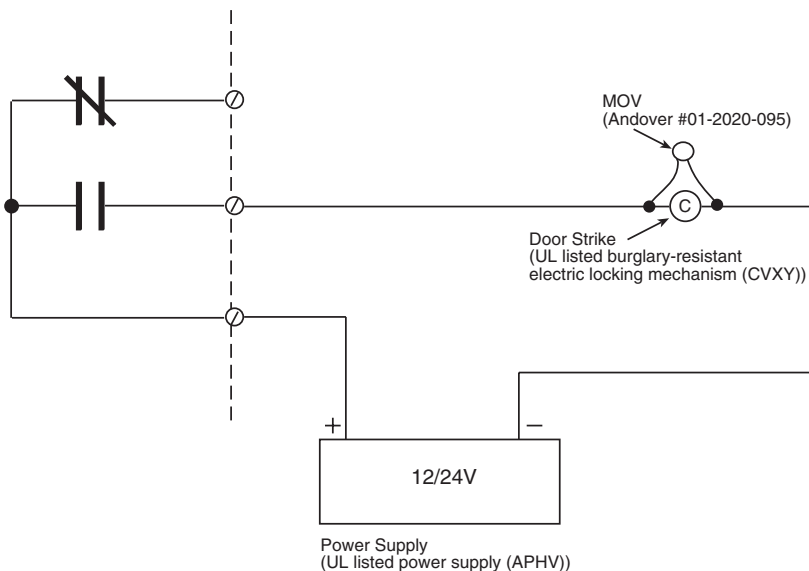 MOV
(Andover #01-2020-095)
C
Door Strike
(UL listed burglary-resistant
electric locking mechanism (CVXY))
+
−
12/24V
Power Supply
(UL listed power supply (APHV))